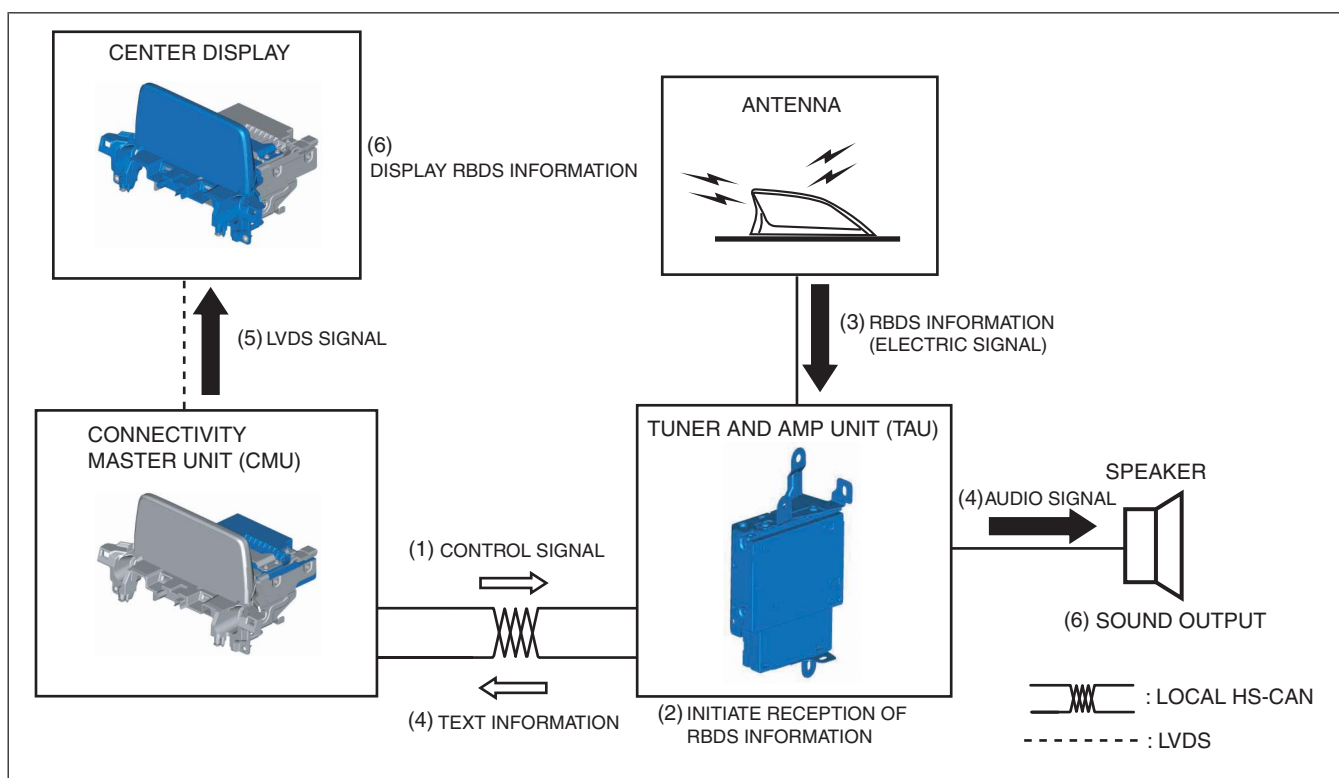 CENTER DISPLAY
(6)
DISPLAY RBDS INFORMATION
ANTENNA
(5) LVDS SIGNAL
(3) RBDS INFORMATION
(ELECTRIC SIGNAL)
CONNECTIVITY
MASTER UNIT (CMU)
TUNER AND AMP UNIT (TAU)
SPEAKER
(4) AUDIO SIGNAL
(1) CONTROL SIGNAL
(6) SOUND OUTPUT
(4) TEXT INFORMATION
(2) INITIATE RECEPTION OF
RBDS INFORMATION
: LOCAL HS-CAN
: LVDS